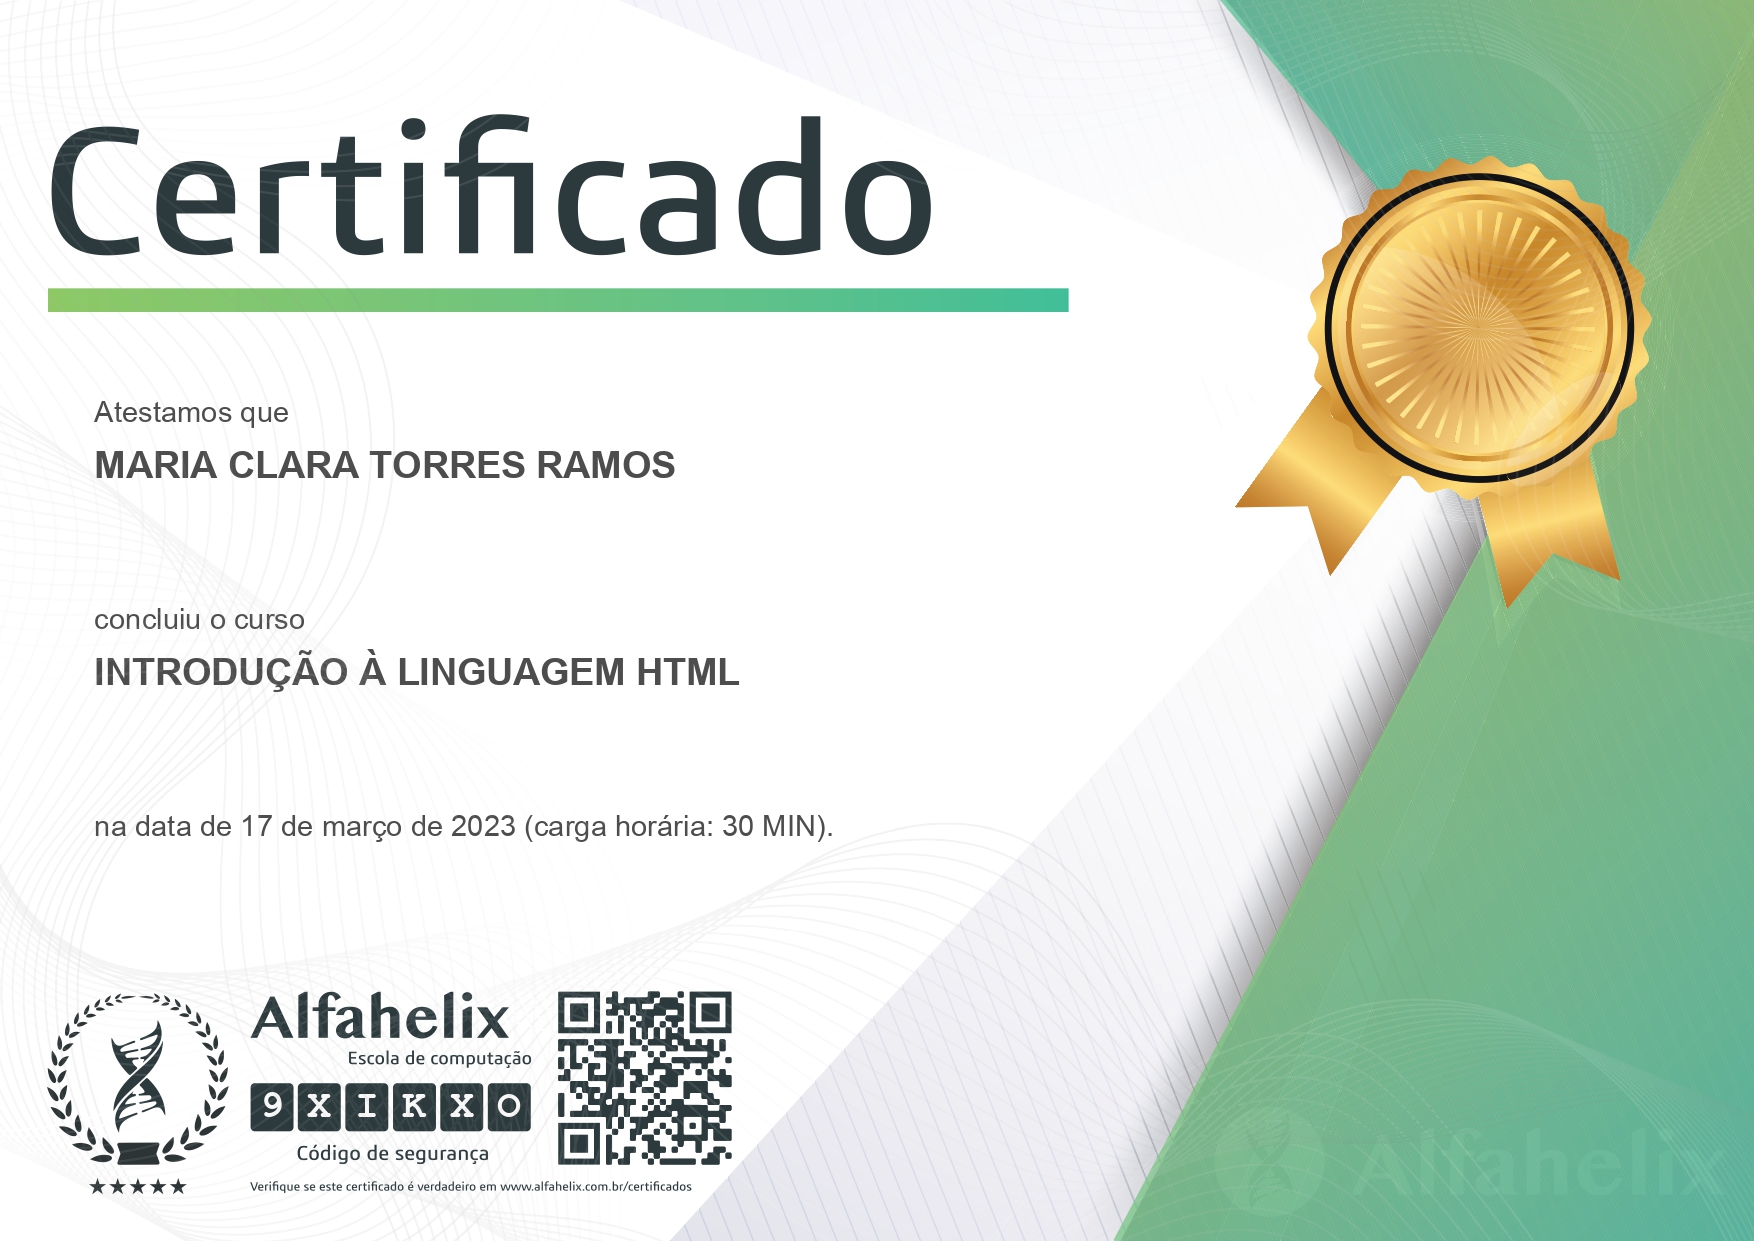 Certificado
Atestamos que
MARIA CLARA TORRES RAMOS
concluiu o curso
INTRODUÇÃO À LINGUAGEM HTML
na data de 17 de março de 2023 (carga horária: 30 MIN).
Alfahelix
Escola de computação
9XIKXO
Código de segurança
Verifique se este certificado é verdadeiro em www.alfahelix.com.br/certificados
Alfahelix